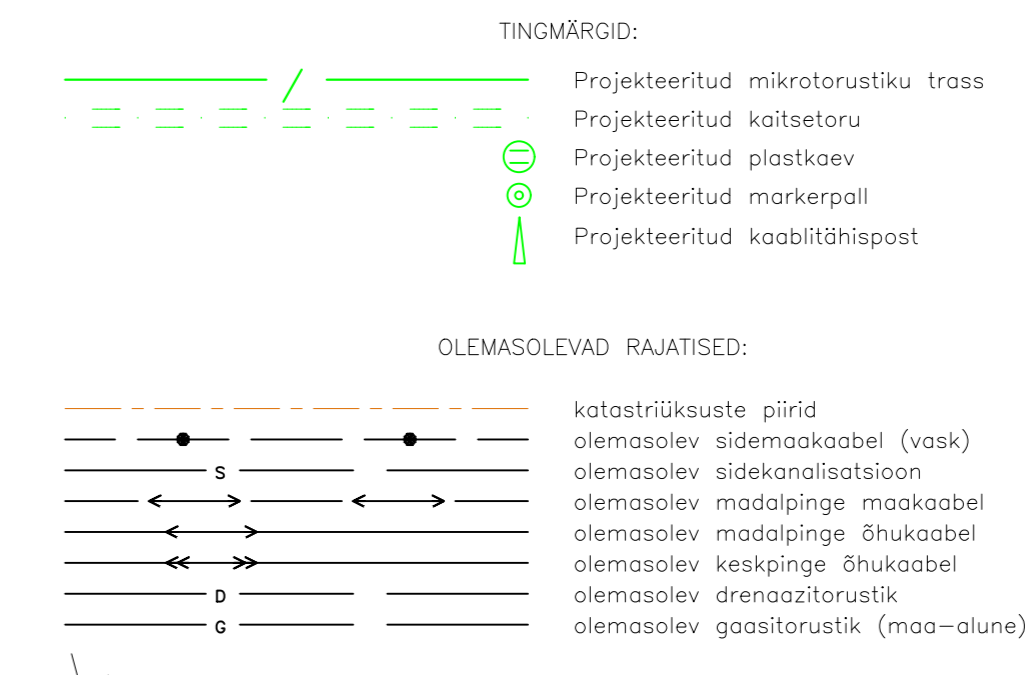 TINGMÄRGID:
Projekteeritud mikrotorustiku trass
Projekteeritud kaitsetoru
Projekteeritud plastkaev
Projekteeritud markerpall
Projekteeritud kaablitähispost
OLEMASOLEVAD RAJATISED:
katastriüksuste piirid
olemasolev sidemaakaabel (vask)
S olemasolev sidekanalisatsioon
olemasolev madalpinge maakaabel
olemasolev madalpinge õhukaabel
olemasolev keskpinge õhukaabel
D olemasolev drenaazitorustik
G olemasolev gaasitorustik (maa-alune)